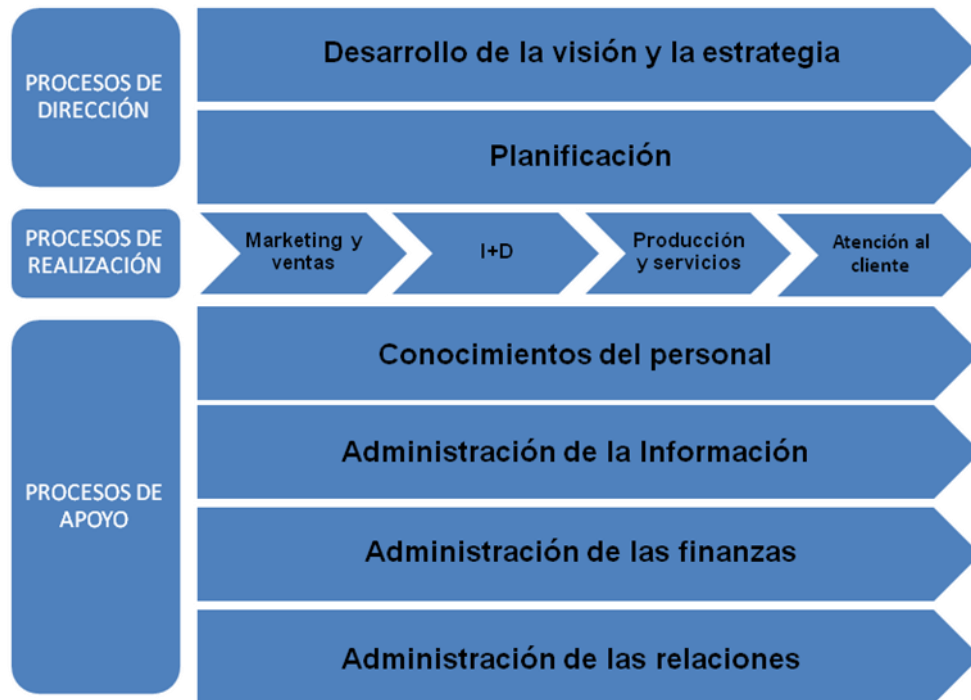 PROCESOS DE
DIRECCIÓN
Desarrollo de la visión y la estrategia
Planificación
PROCESOS DE
REALIZACIÓN
Marketing y
ventas
I+D
Producción
y servicios
Atención al
cliente
PROCESOS DE
APOYO
Conocimientos del personal
Administración de la Información
Administración de las finanzas
Administración de las relaciones